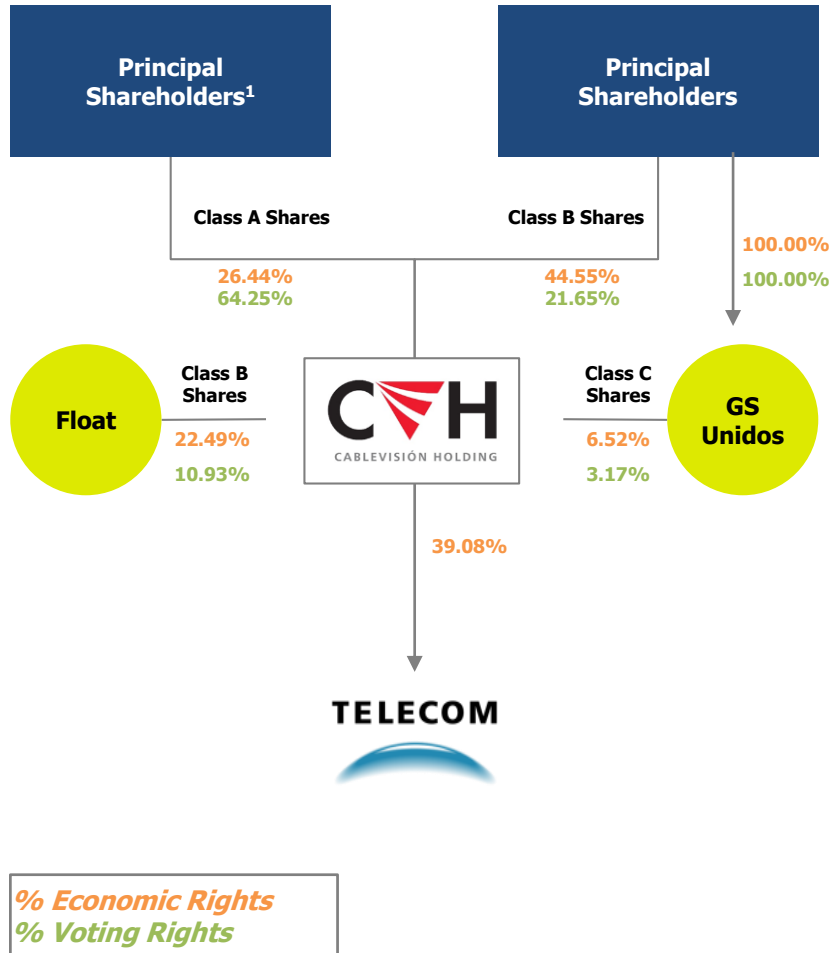 Principal
Shareholders¹
Principal
Shareholders
Class A Shares
Class B Shares
26.44%
64.25%
44.55%
21.65%
100.00%
100.00%
Float
Class B
Shares
22.49%
10.93%
CVH
CABLEVISIÓN HOLDING
Class C
Shares
6.52%
3.17%
GS
Unidos
39.08%
TELECOM
% Economic Rights
% Voting Rights